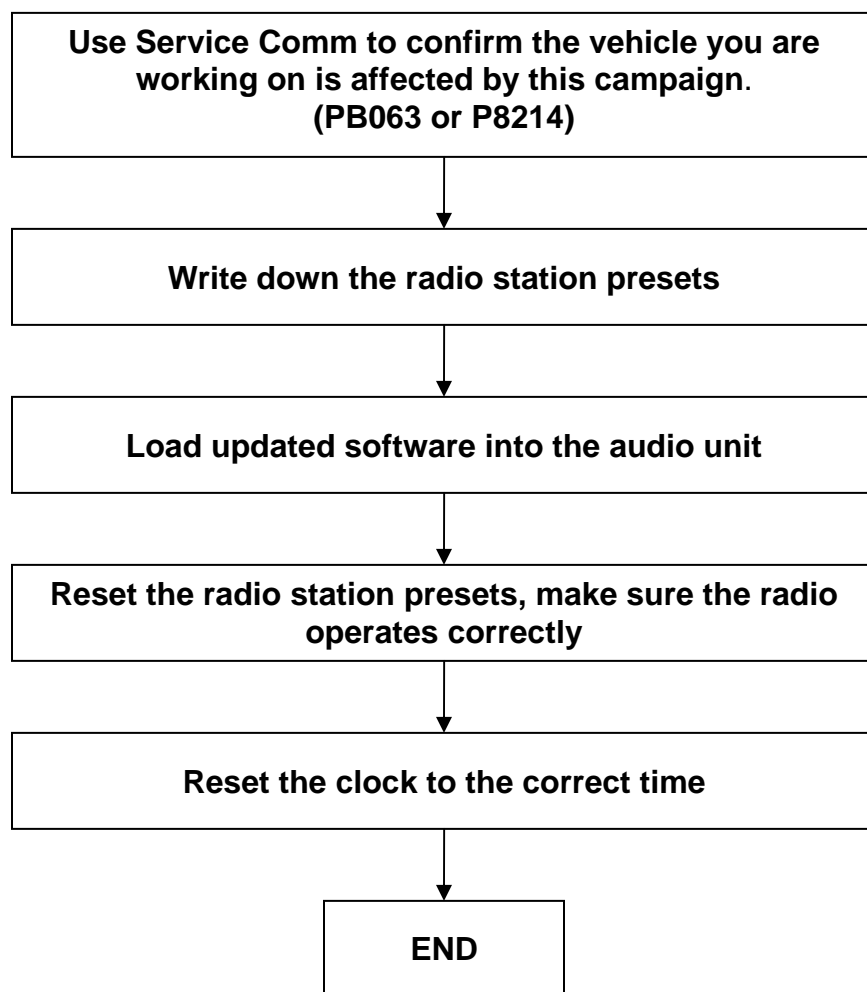 Use Service Comm to confirm the vehicle you are
working on is affected by this campaign.
(PB063 or P8214)
Write down the radio station presets
Load updated software into the audio unit
Reset the radio station presets, make sure the radio
operates correctly
Reset the clock to the correct time
END